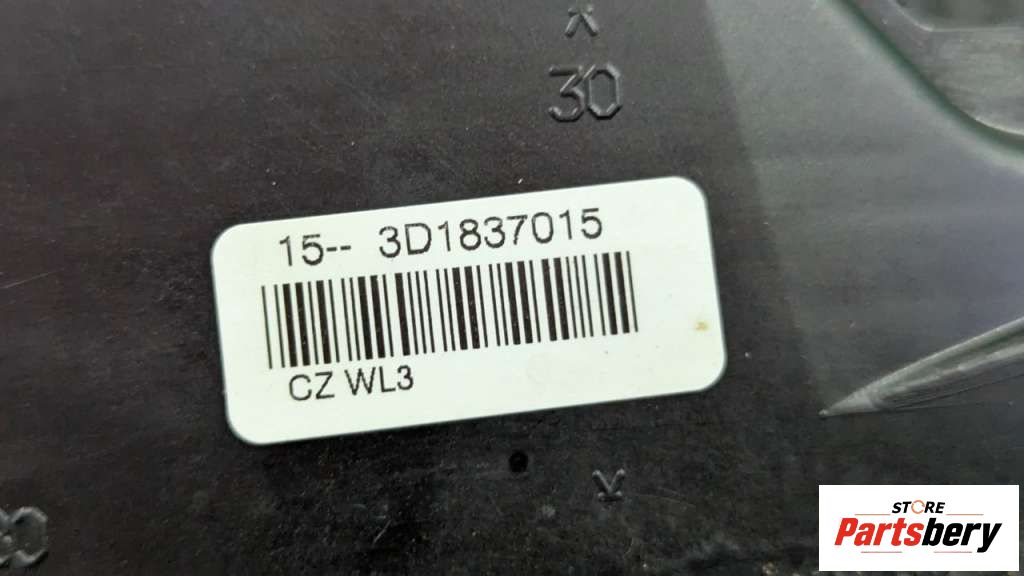 30
15-- 3D1837015
CZ WL3
STORE
Partsbery